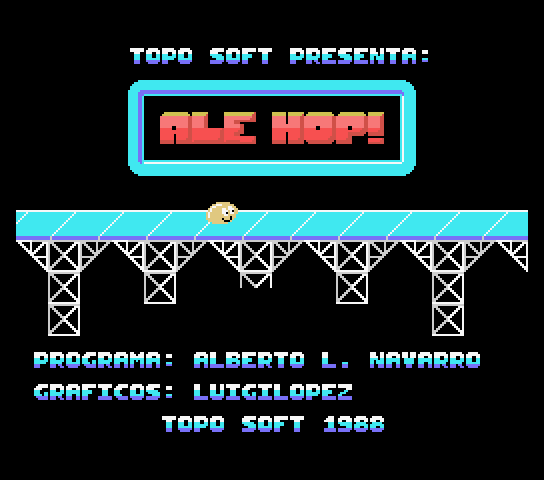 TOPO SOFT PRESENTA:
ALE HOP!
PROGRAMA: ALBERTO L. NAVARRO
GRAFICOS: LUIGILOPEZ
TOPO SOFT 1988